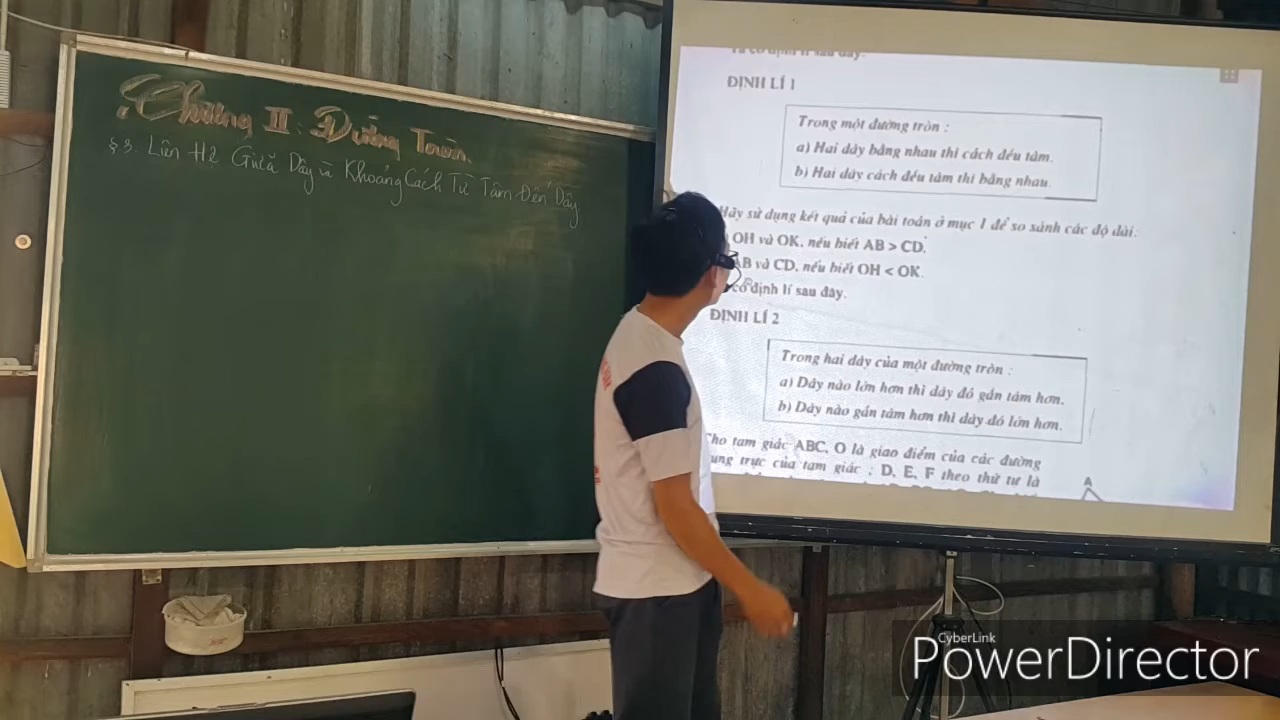 Chương II: Đường Tròn.
§3. Liên Hệ Giữa Dây và Khoảng Cách Từ Tâm Đến Dây
Ta có định lí sau đây.
ĐỊNH LÍ 1
Trong một đường tròn :
a) Hai dây bằng nhau thì cách đều tâm.
b) Hai dây cách đều tâm thì bằng nhau.
Hãy sử dụng kết quả của bài toán ở mục 1 để so sánh các độ dài:
OH và OK, nếu biết AB > CD.
AB và CD, nếu biết OH < OK.
có định lí sau đây.
ĐỊNH LÍ 2
Trong hai dây của một đường tròn :
a) Dây nào lớn hơn thì dây đó gần tâm hơn.
b) Dây nào gần tâm hơn thì dây đó lớn hơn.
Cho tam giác ABC, O là giao điểm của các đường
trung trực của tam giác ; D, E, F theo thứ tự là
A
CyberLink
PowerDirector